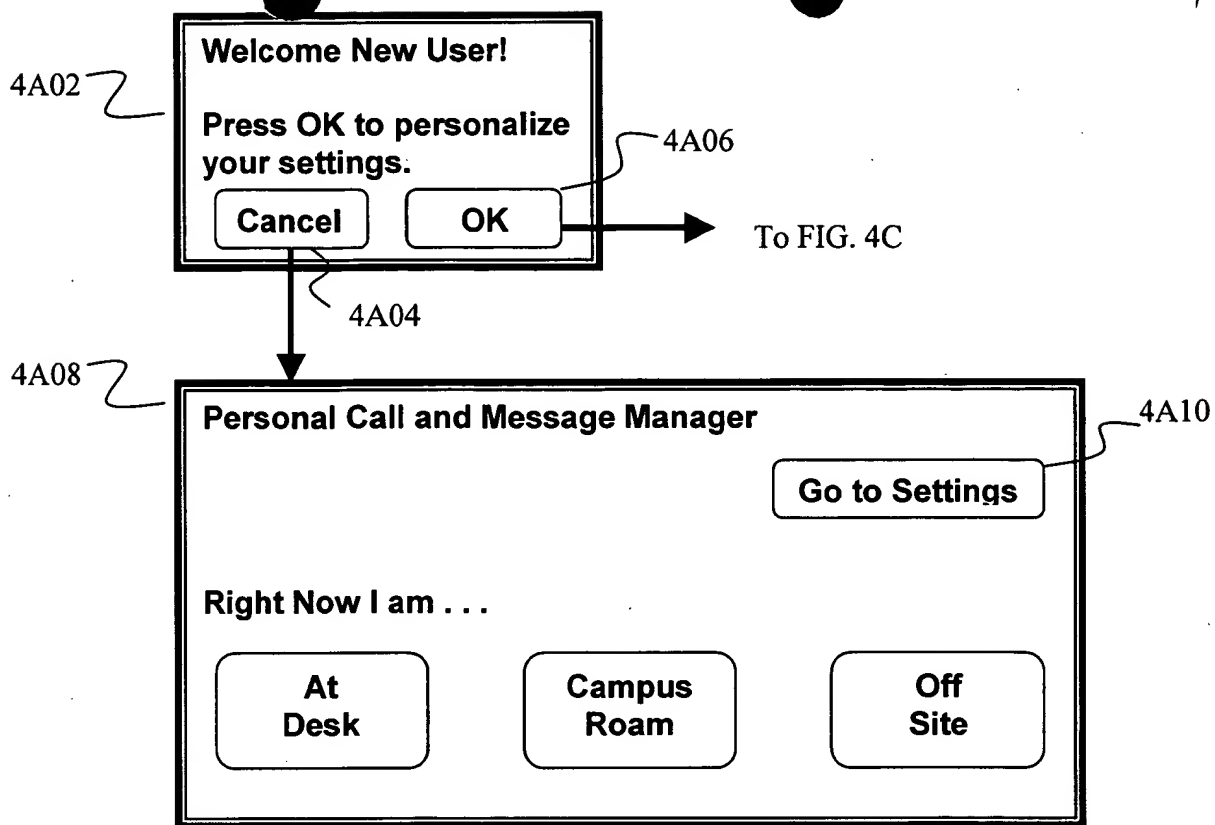 Welcome New User!
4A02
Press OK to personalize
your settings.
4A06
Cancel
OK
To FIG. 4C
4A04
4A08
Personal Call and Message Manager
4A10
Go to Settings
Right Now I am . . .
At
Desk
Campus
Roam
Off
Site